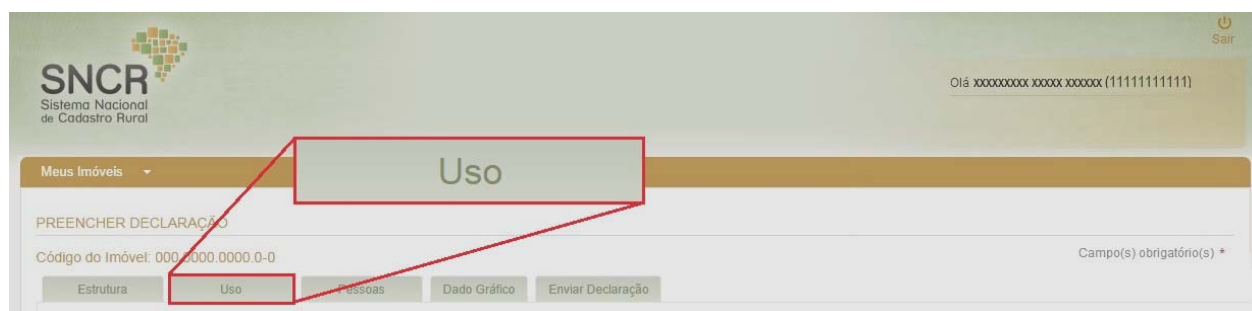 Sair
SNCR
Sistema Nacional
de Cadastro Rural
Olá xxxxxxxxx xxxxx xxxxxx (11111111111)
Meus Imóveis
Uso
PREENCHER DECLARAÇÃO
Código do Imóvel: 000.0000.0000.0-0
Campo(s) obrigatório(s) *
Estrutura Uso Pessoas Dado Gráfico Enviar Declaração